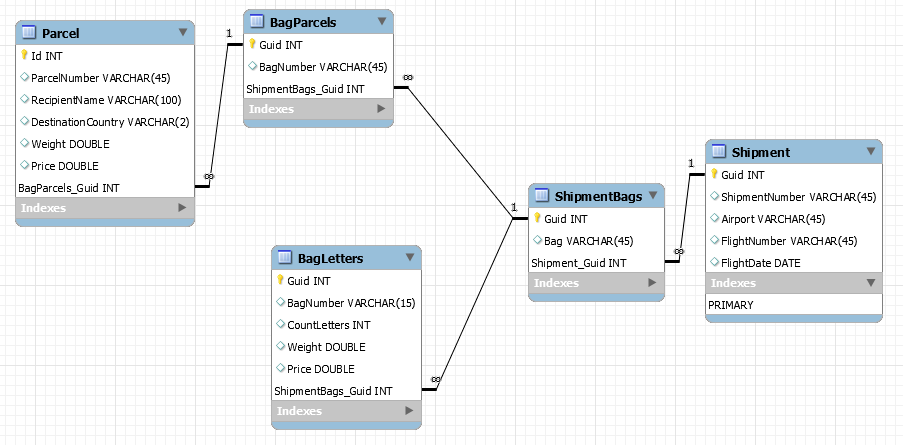 Parcel
Id INT
ParcelNumber VARCHAR(45)
RecipientName VARCHAR(100)
DestinationCountry VARCHAR(2)
Weight DOUBLE
Price DOUBLE
BagParcels_Guid INT
Indexes
1
∞
BagParcels
Guid INT
BagNumber VARCHAR(45)
ShipmentBags_Guid INT
Indexes
∞
1
BagLetters
Guid INT
BagNumber VARCHAR(15)
CountLetters INT
Weight DOUBLE
Price DOUBLE
ShipmentBags_Guid INT
Indexes
∞
ShipmentBags
Guid INT
Bag VARCHAR(45)
Shipment_Guid INT
Indexes
1
∞
Shipment
Guid INT
ShipmentNumber VARCHAR(45)
Airport VARCHAR(45)
FlightNumber VARCHAR(45)
FlightDate DATE
Indexes
PRIMARY